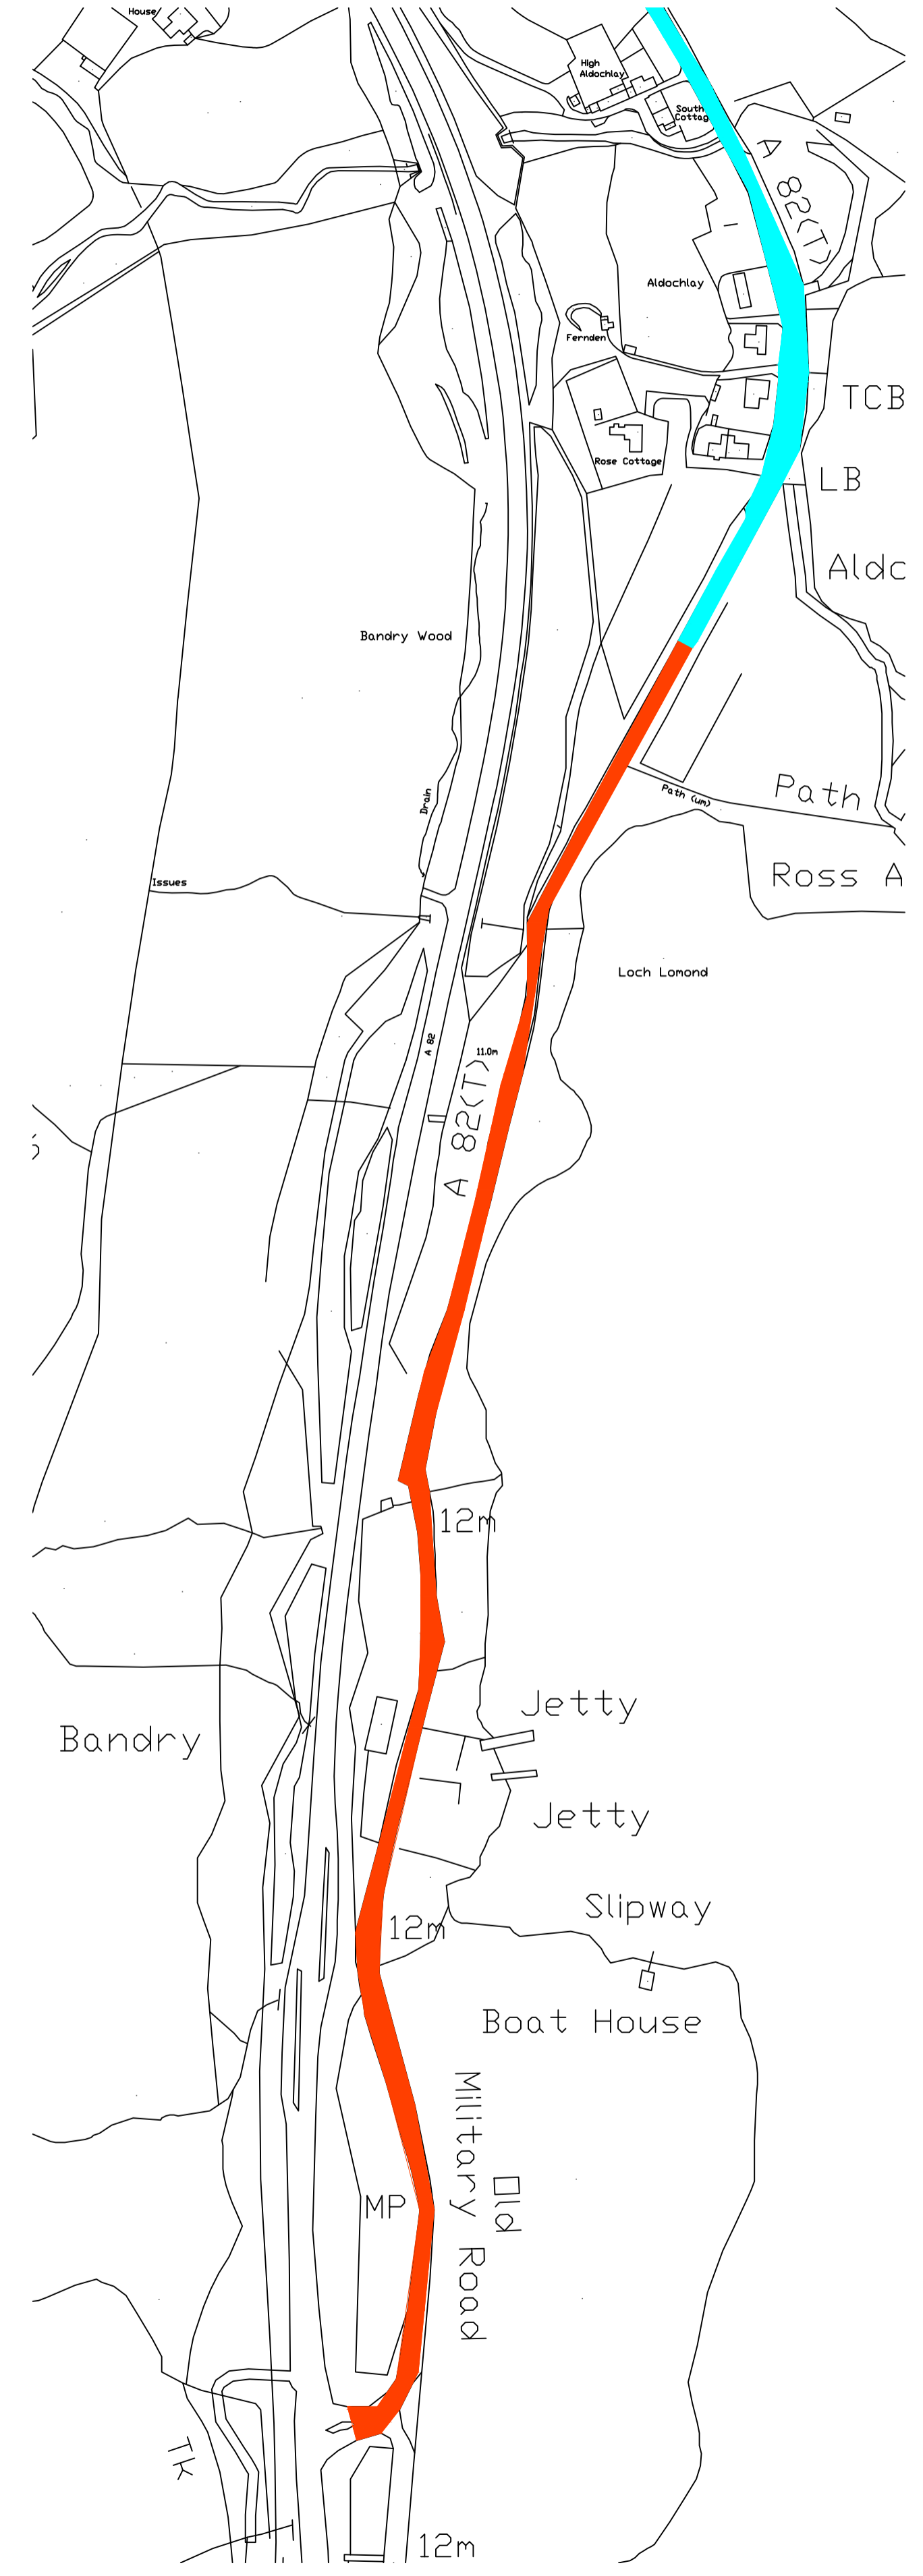 House
High
Aldochlay
South
Cottag
A 82(T)
Aldochlay
Fernden
TCB
Rose Cottage
LB
Aldc
Bandry Wood
Drain
Path (um)
Path
Issues
Ross A
Loch Lomond
A 82
11.0m
A 82(T)
12m
Jetty
Bandry
Jetty
Slipway
12m
Boat House
Old
Military Road
MP
Tk
12m